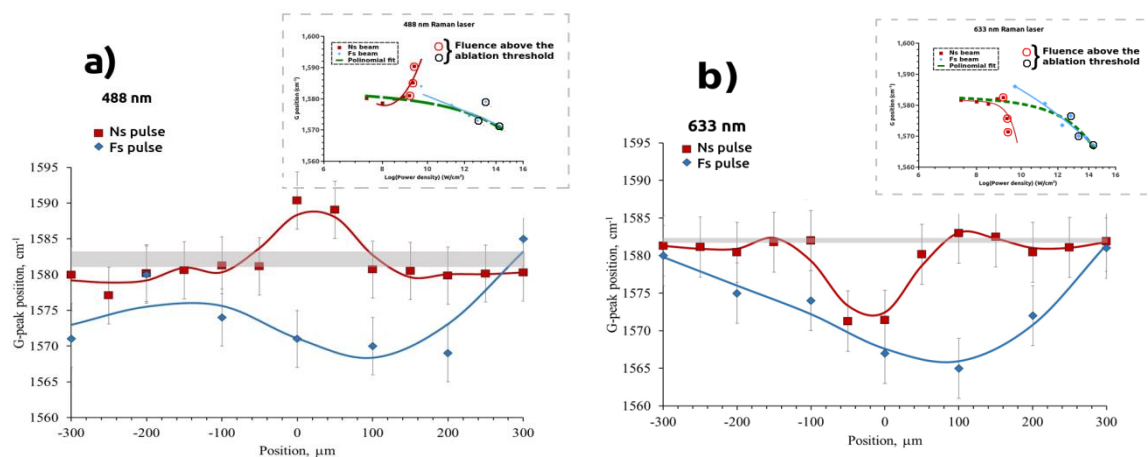 a)
488 nm
Ns pulse
Fs pulse
G-peak posiiton, cm-1
1595
1590
1585
1580
1575
1570
1565
1560
-300 -200 -100 0 100 200 300
Position, μm
488 nm Raman laser
Ns beam
Fs beam
Polinomial fit
Fluence above the
ablation threshold
G position (cm-1)
1,600
1,590
1,580
1,570
1,560
6 8 10 12 14 16
Log(Power density) (W/cm2)
b)
633 nm
Ns pulse
Fs pulse
G-peak position, cm-1
1595
1590
1585
1580
1575
1570
1565
1560
-300 -200 -100 0 100 200 300
Position, μm
633 nm Raman laser
Ns beam
Fs beam
Polinomial fit
Fluence above the
ablation threshold
G position (cm-1)
1,600
1,590
1,580
1,570
1,560
6 8 10 12 14 16
Log(Power density) (W/cm2)